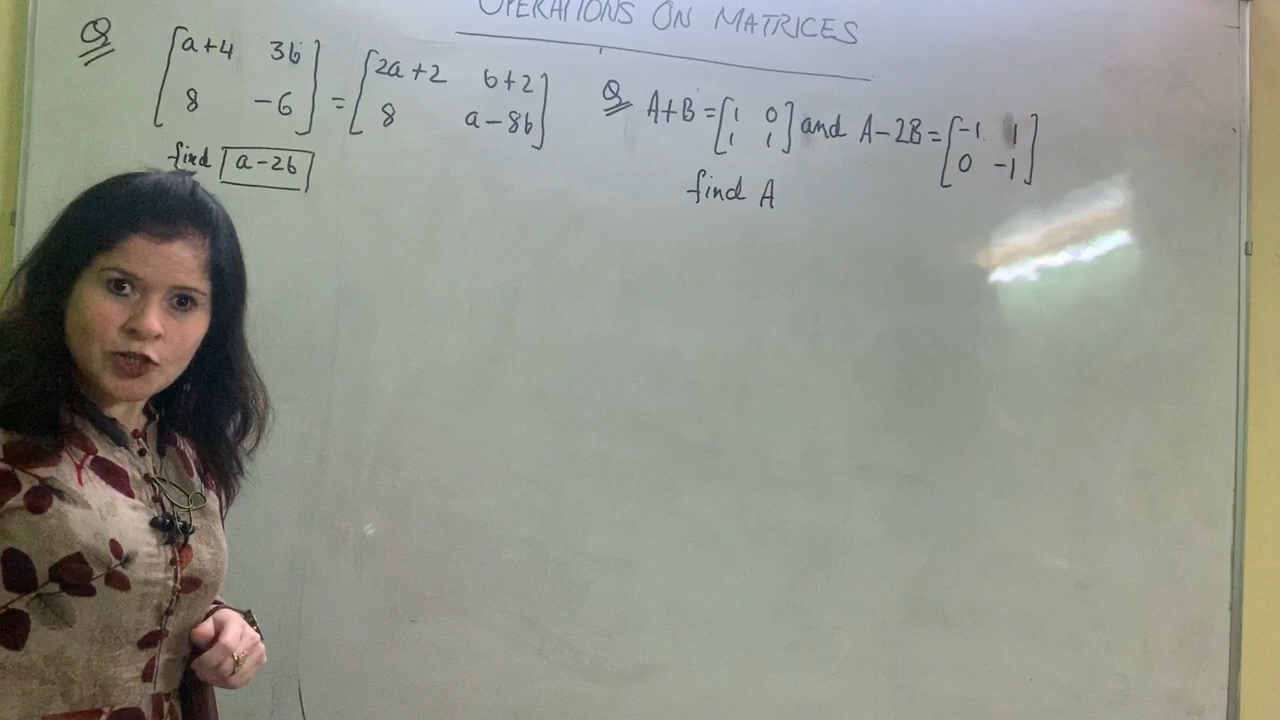 OPERATIONS ON MATRICES
Q [a+4 3b] = [2a+2 b+2]
[8 -6] [8 a-8b]
find a-2b
Q A+B = [1 0] and A-2B = [-1 1]
[1 1] [0 -1]
find A